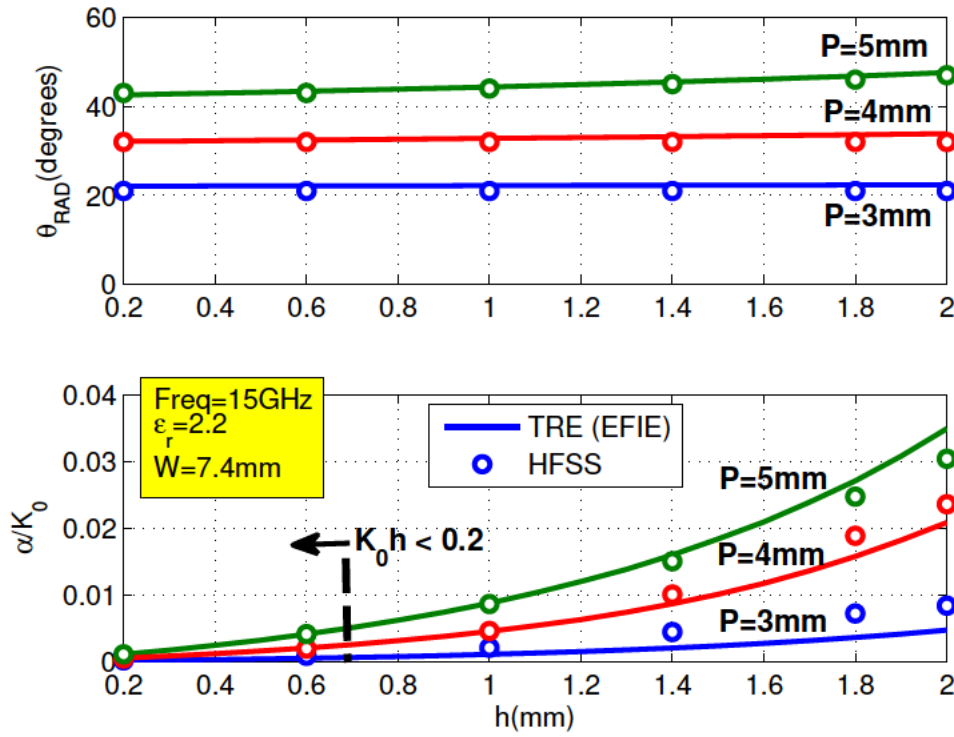 60
40
20
0
θRAD(degrees)
P=5mm
P=4mm
P=3mm
0.2 0.4 0.6 0.8 1 1.2 1.4 1.6 1.8 2
0.04
0.03
0.02
0.01
0
α/K0
Freq=15GHz
εr=2.2
W=7.4mm
TRE (EFIE)
HFSS
K0h < 0.2
P=5mm
P=4mm
P=3mm
0.2 0.4 0.6 0.8 1 1.2 1.4 1.6 1.8 2
h(mm)